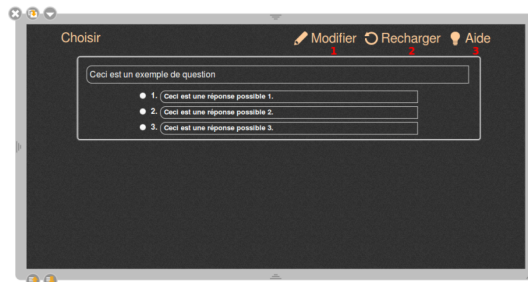 Choisir Modifier Recharger Aide
1 2 3
Ceci est un exemple de question
1. Ceci est une réponse possible 1.
2. Ceci est une réponse possible 2.
3. Ceci est une réponse possible 3.